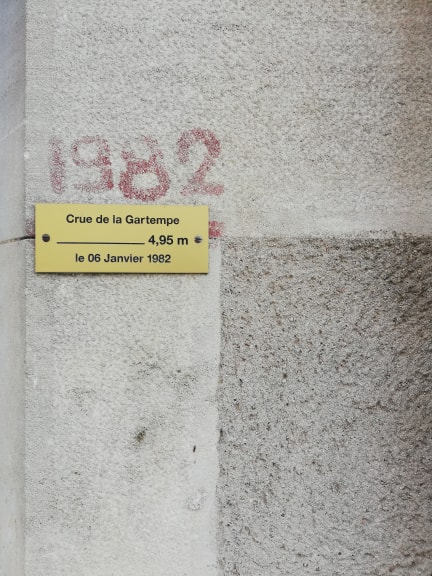 1982
Crue de la Gartempe
4,95 m
le 06 Janvier 1982